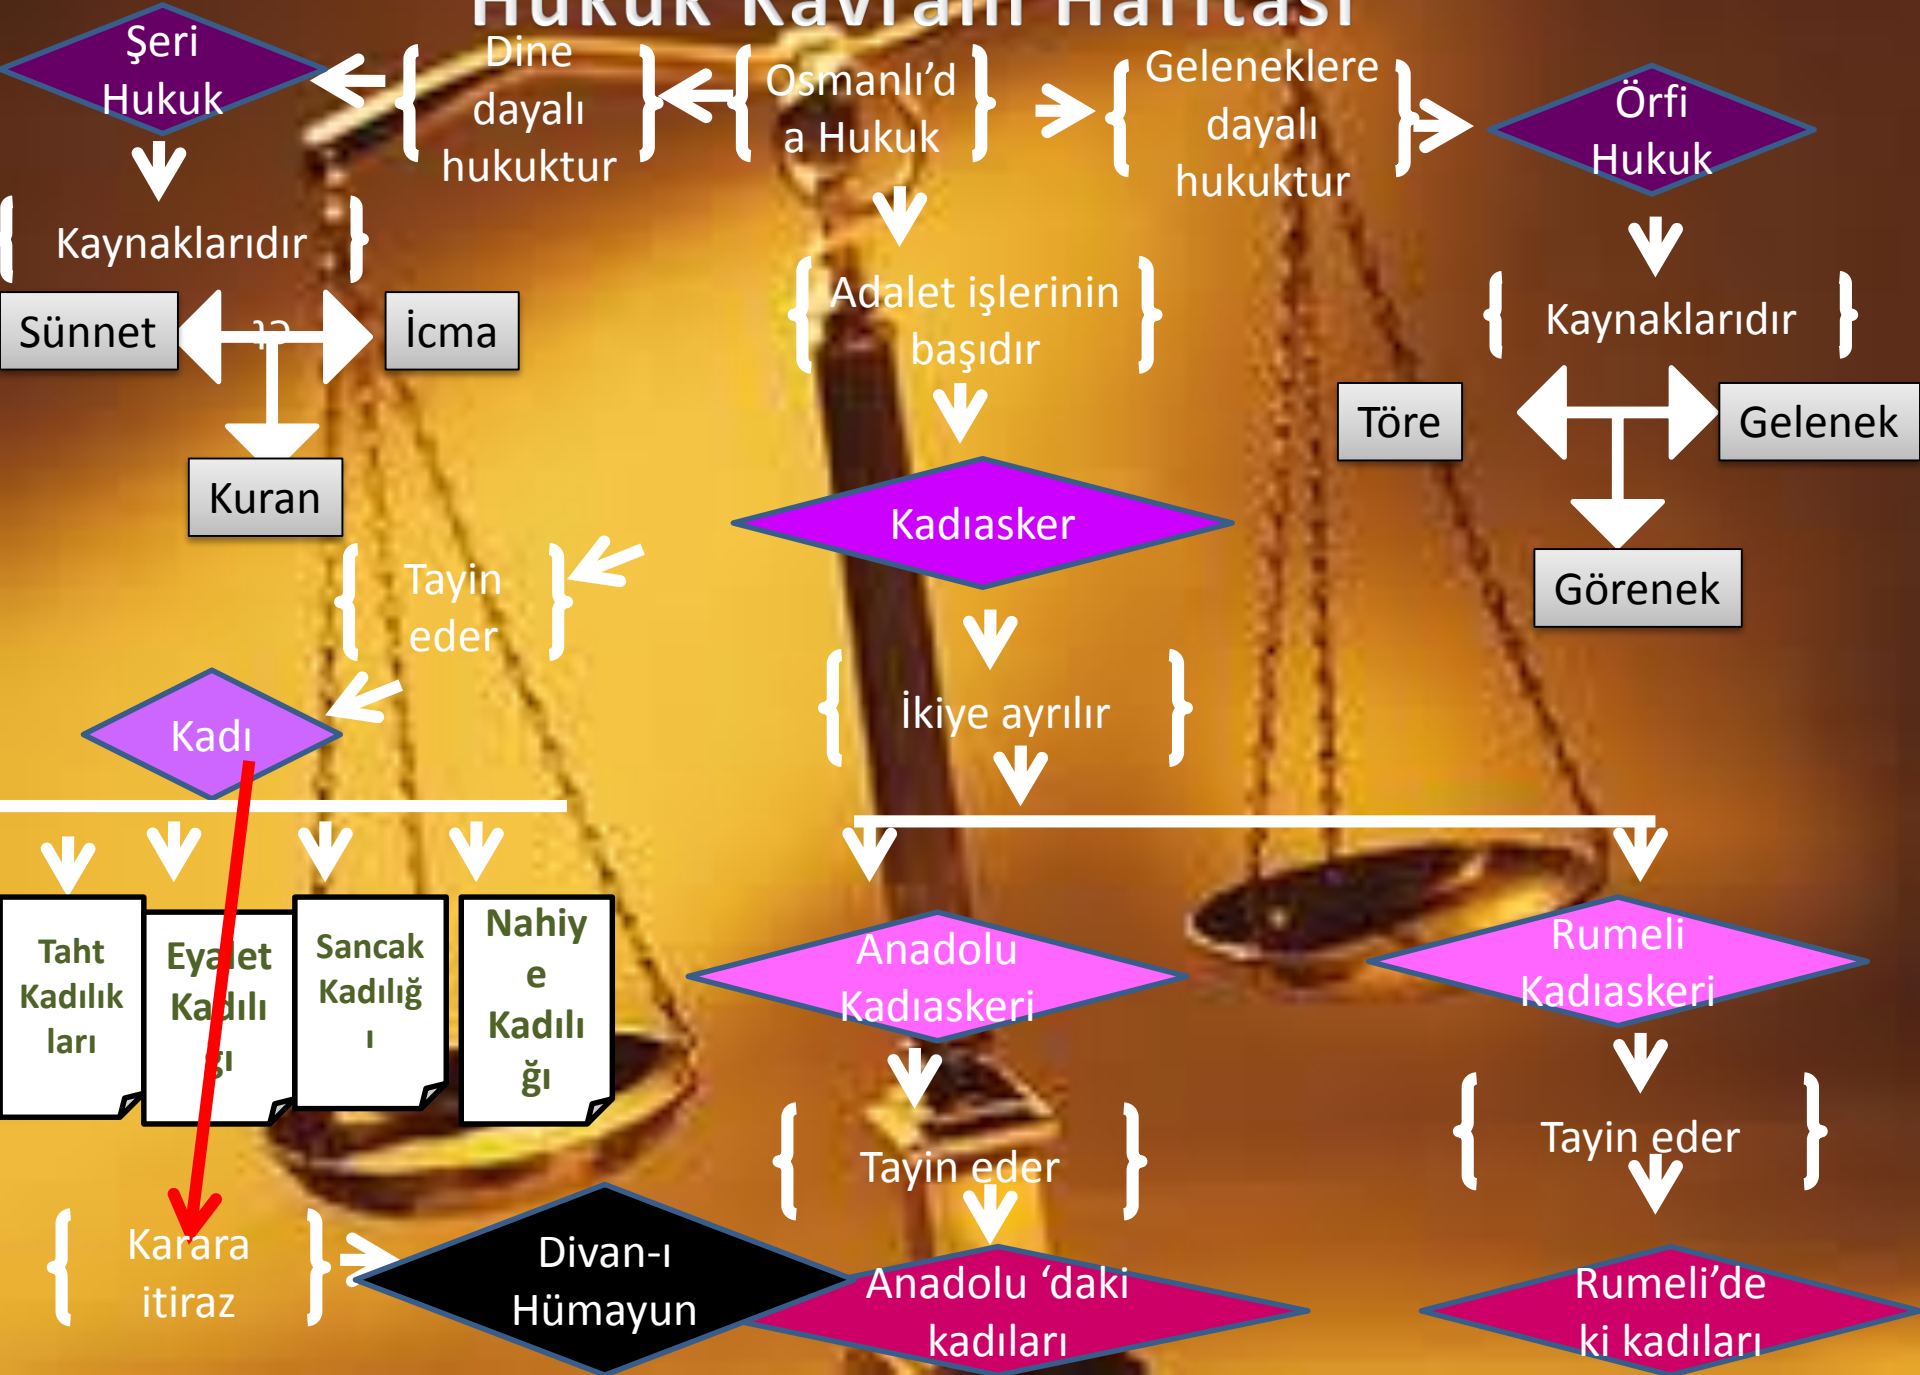 Hukuk Kavram Haritası
Şeri
Hukuk
Dine
dayalı
hukuktur
Osmanlı’d
a Hukuk
Geleneklere
dayalı
hukuktur
Örfi
Hukuk
Kaynaklarıdır
Sünnet
İcma
Kuran
Adalet işlerinin
başıdır
Kaynaklarıdır
Töre
Gelenek
Görenek
Kadıasker
Tayin
eder
Kadı
İkiye ayrılır
Taht
Kadılık
ları
Eyalet
Kadılı
ğı
Sancak
Kadılığ
ı
Nahiy
e
Kadılı
ğı
Anadolu
Kadıaskeri
Rumeli
Kadıaskeri
Tayin eder
Tayin eder
Karara
itiraz
Divan-ı
Hümayun
Anadolu ‘daki
kadıları
Rumeli’de
ki kadıları